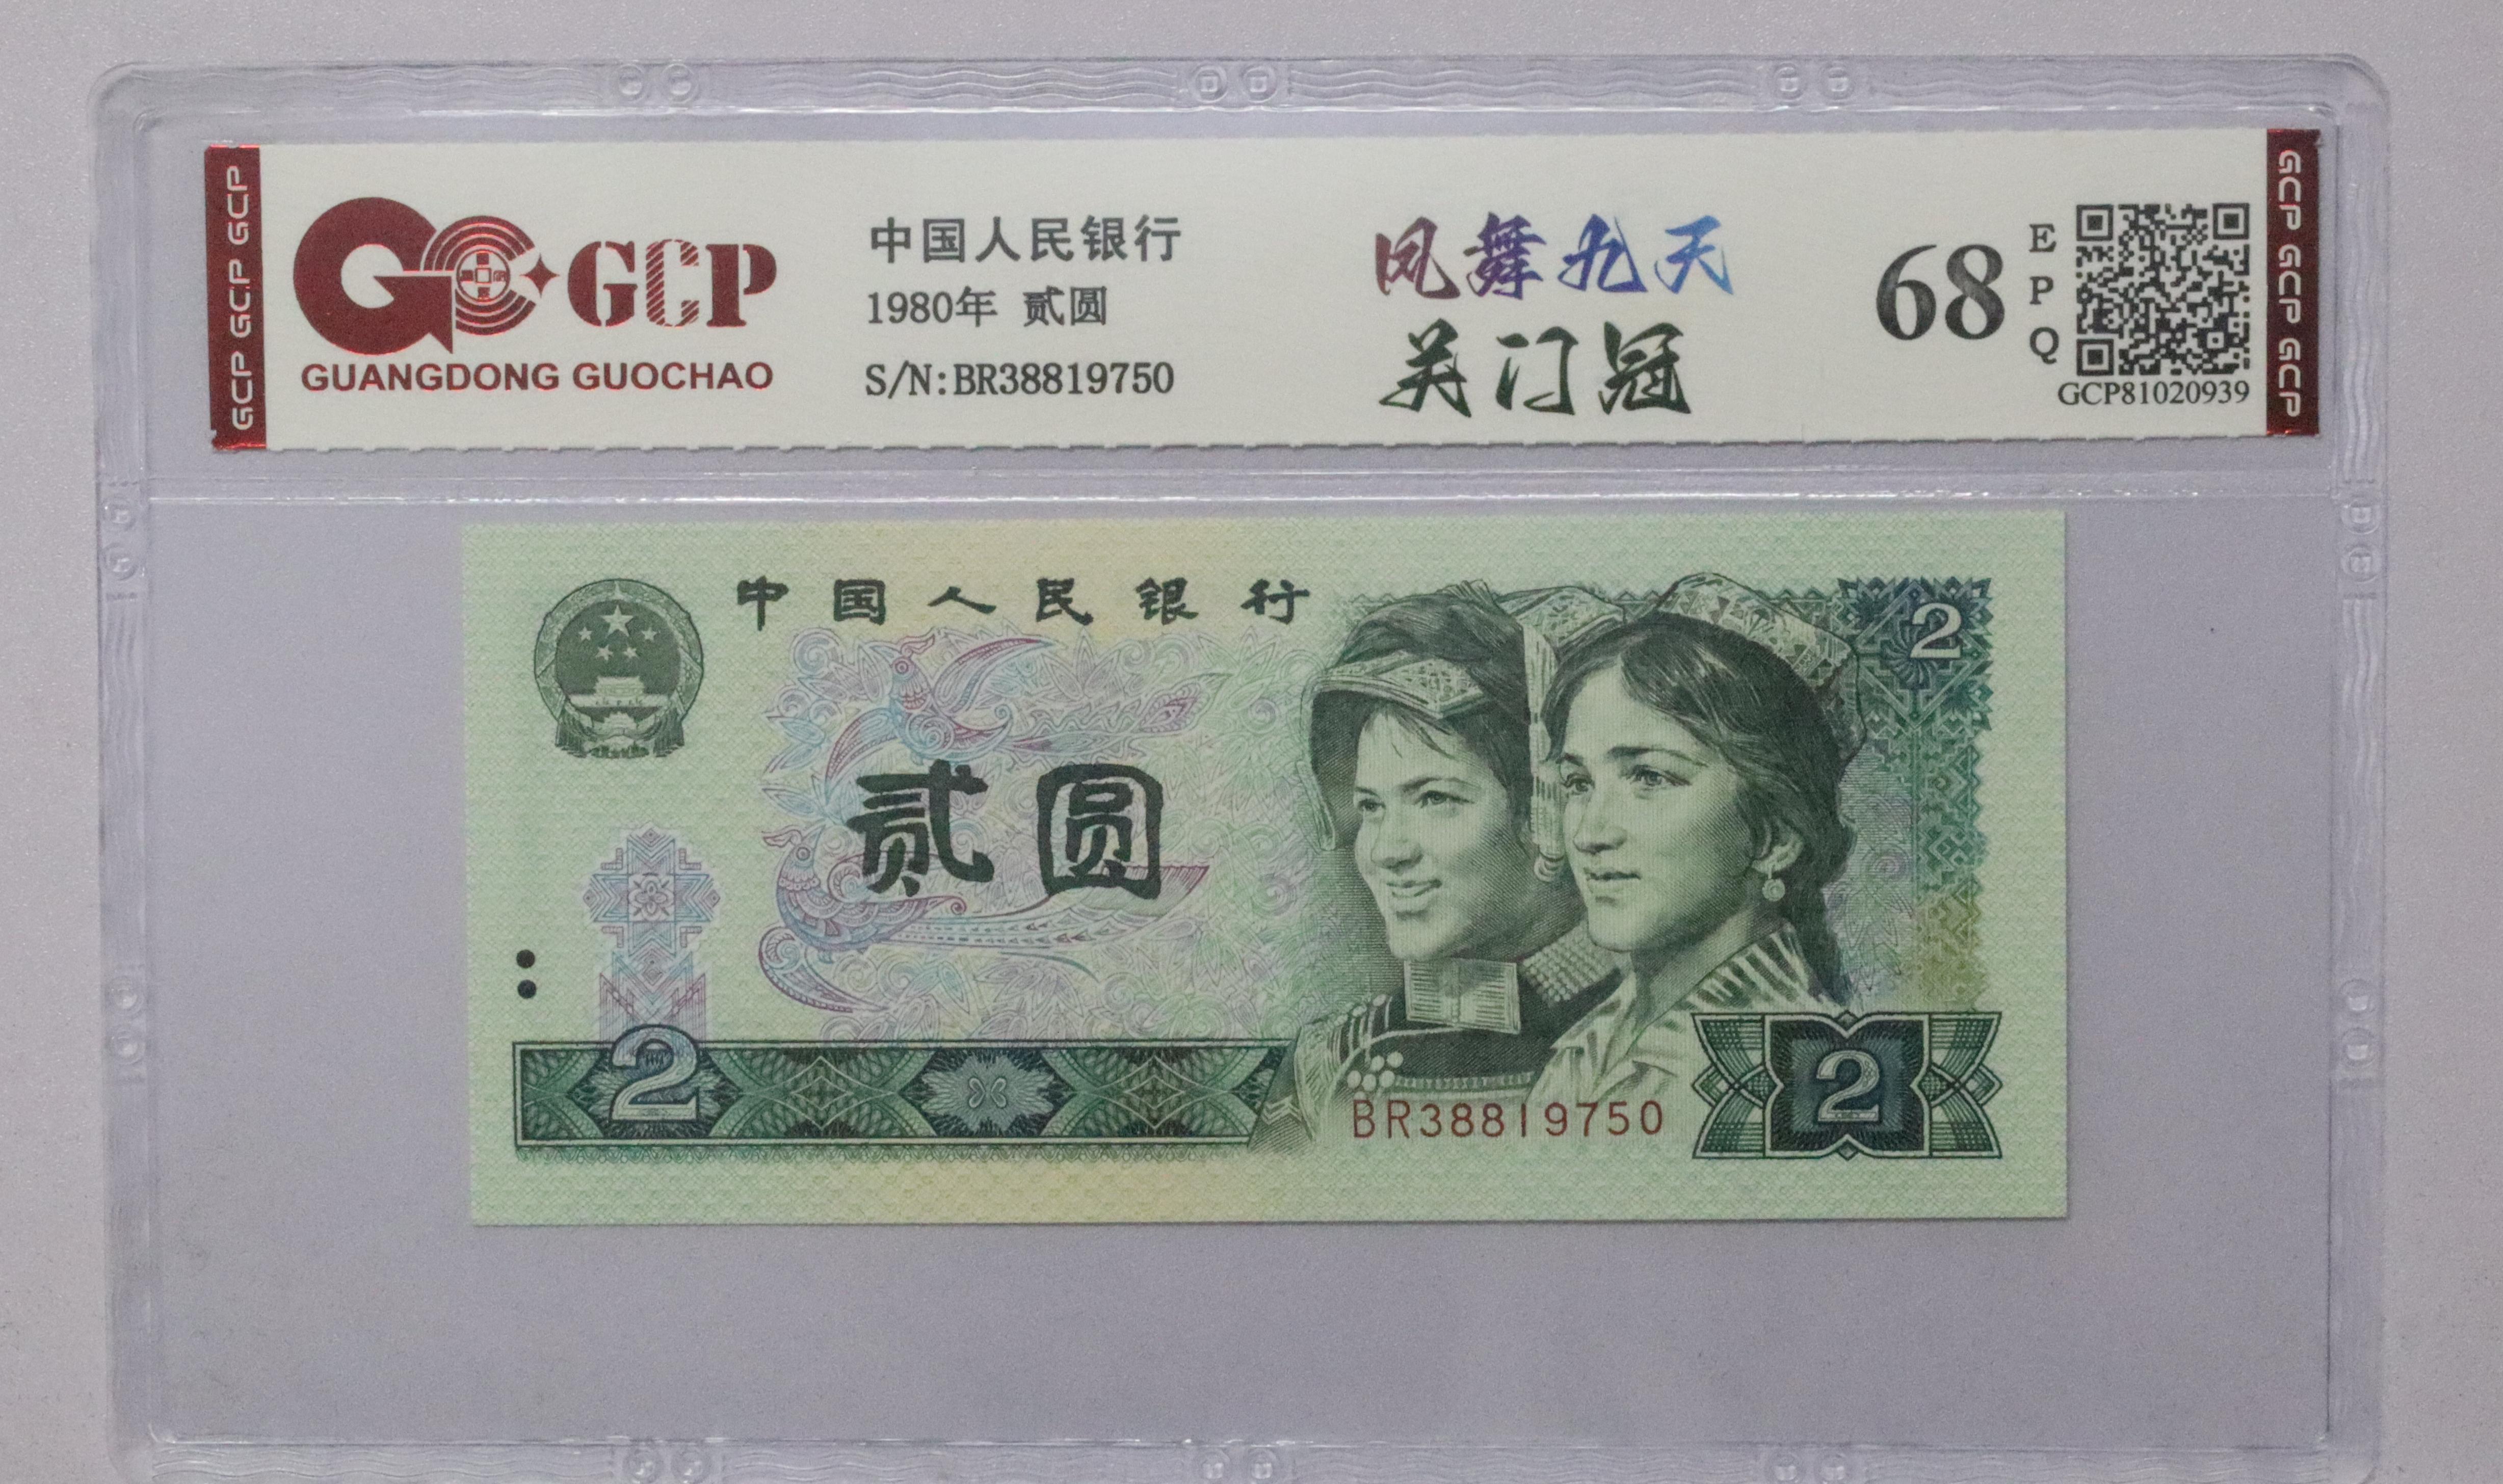 GCP GCP GCP
GCP
GUANGDONG GUOCHAO
中国人民银行
1980年 贰圆
S/N:BR38819750
凤舞九天
关门冠
68
EPQ
GCP81020939
GCP GCP GCP
中国人民银行
2
贰圆
2
BR38819750
2